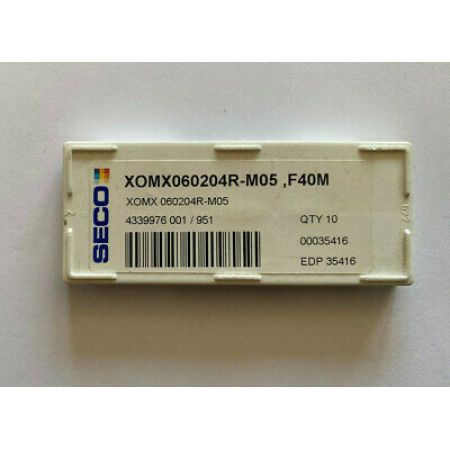 SECO
XOMX060204R-M05 ,F40M
XOMX 060204R-M05
4339976 001 / 951
QTY 10
00035416
EDP 35416